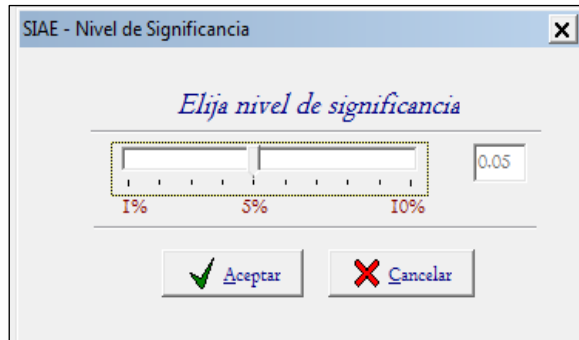 SIAE - Nivel de Significancia
Elija nivel de significancia
0.05
1% 5% 10%
Aceptar Cancelar